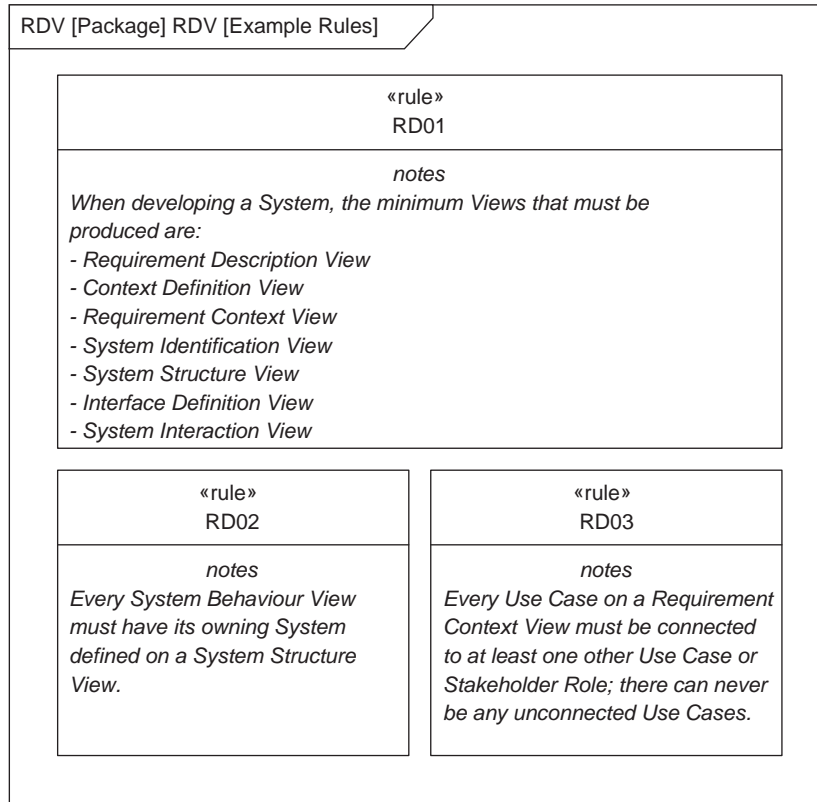 RDV [Package] RDV [Example Rules]
«rule»
RD01
notes
When developing a System, the minimum Views that must be
produced are:
- Requirement Description View
- Context Definition View
- Requirement Context View
- System Identification View
- System Structure View
- Interface Definition View
- System Interaction View
«rule»
RD02
notes
Every System Behaviour View
must have its owning System
defined on a System Structure
View.
«rule»
RD03
notes
Every Use Case on a Requirement
Context View must be connected
to at least one other Use Case or
Stakeholder Role; there can never
be any unconnected Use Cases.